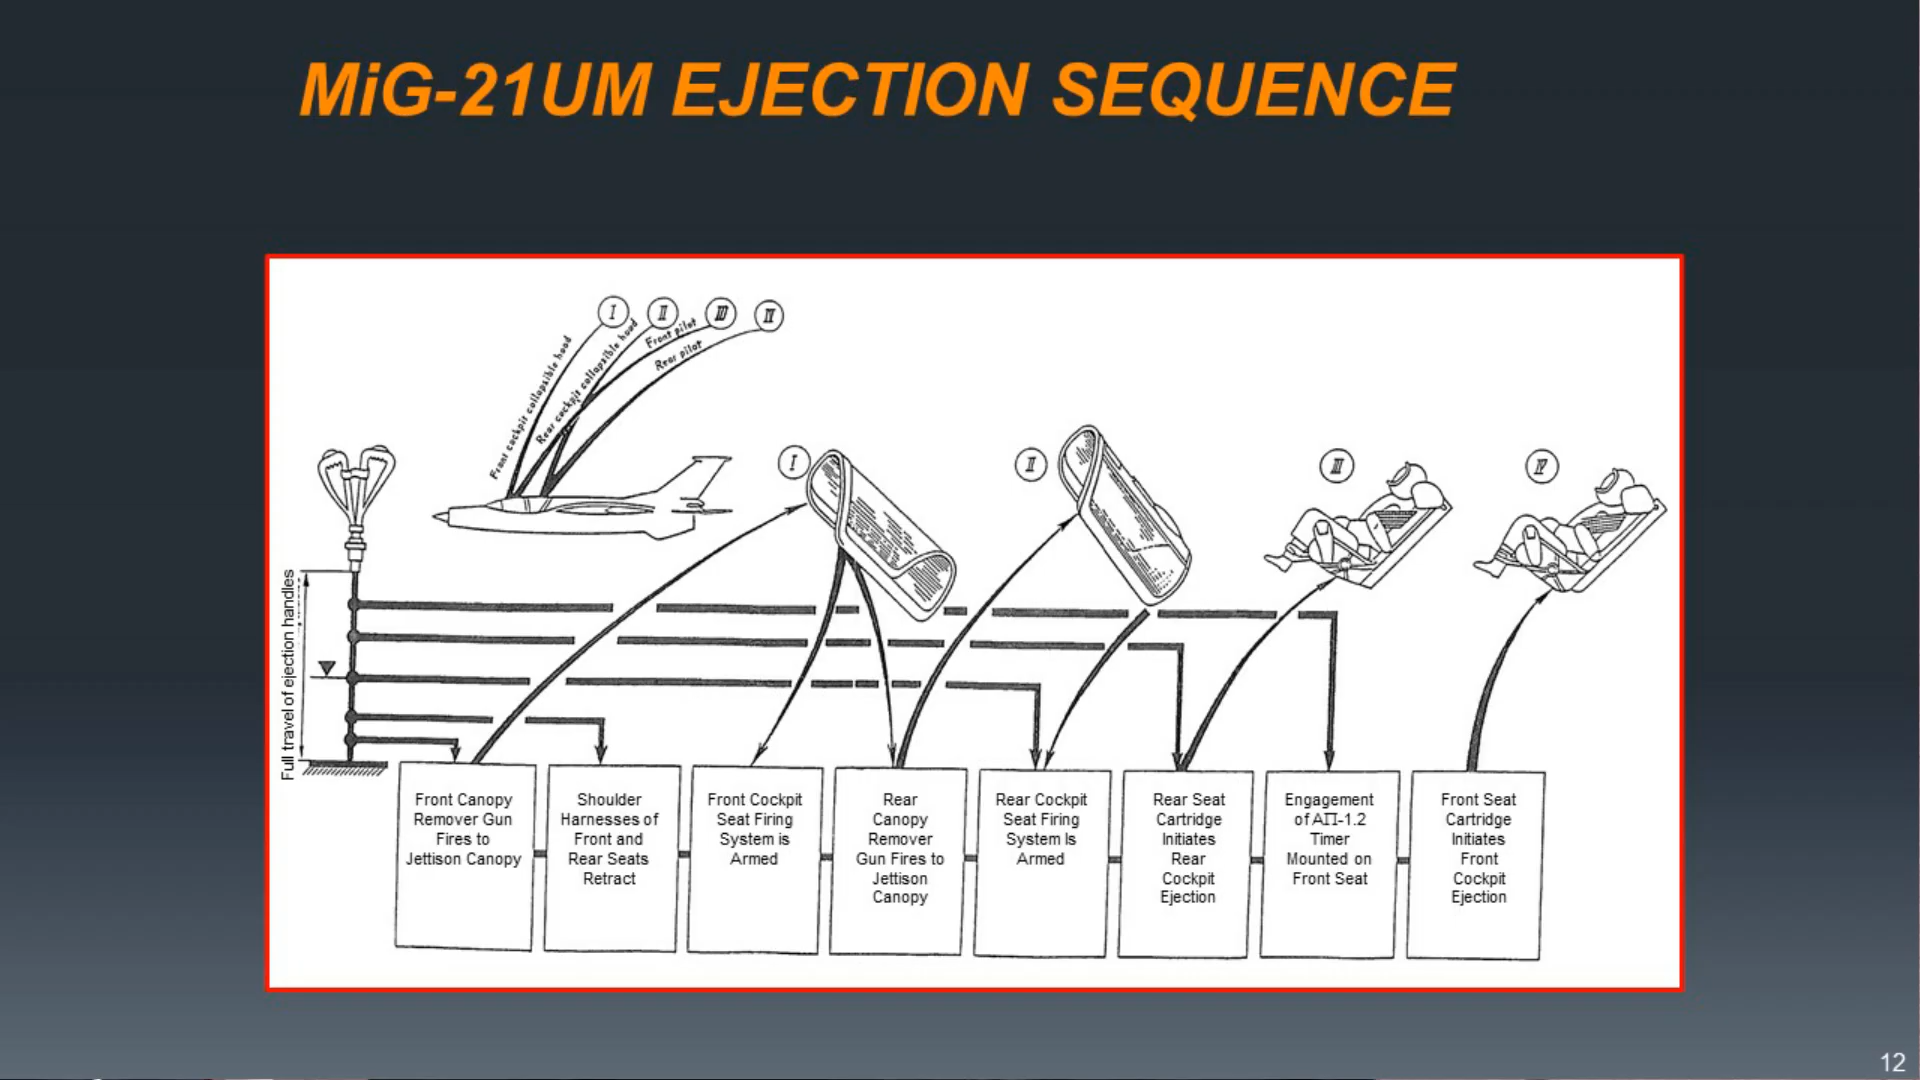 MiG-21UM EJECTION SEQUENCE
I
II
III
IV
Front cockpit collapsible hood
Rear cockpit collapsible hood
Front pilot
Rear pilot
I
II
III
IV
Full travel of ejection handles
Front Canopy
Remover Gun
Fires to
Jettison Canopy
Shoulder
Harnesses of
Front and
Rear Seats
Retract
Front Cockpit
Seat Firing
System is
Armed
Rear
Canopy
Remover
Gun Fires to
Jettison
Canopy
Rear Cockpit
Seat Firing
System Is
Armed
Rear Seat
Cartridge
Initiates
Rear
Cockpit
Ejection
Engagement
of АП-1.2
Timer
Mounted on
Front Seat
Front Seat
Cartridge
Initiates
Front
Cockpit
Ejection
12